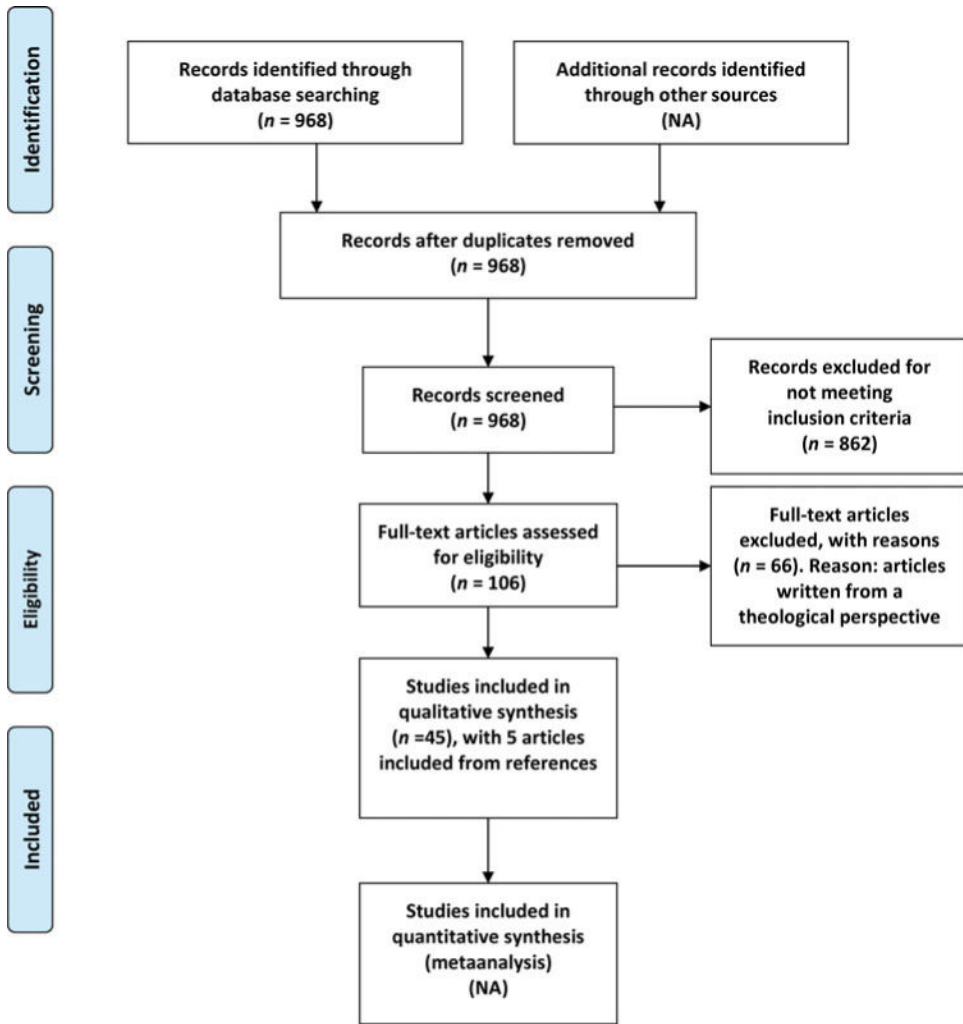 Identification
Records identified through
database searching
(n = 968)
Additional records identified
through other sources
(NA)
Records after duplicates removed
(n = 968)
Screening
Records screened
(n = 968)
Records excluded for
not meeting
inclusion criteria
(n = 862)
Eligibility
Full-text articles assessed
for eligibility
(n = 106)
Full-text articles
excluded, with reasons
(n = 66). Reason: articles
written from a
theological perspective
Included
Studies included in
qualitative synthesis
(n =45), with 5 articles
included from references
Studies included in
quantitative synthesis
(metaanalysis)
(NA)